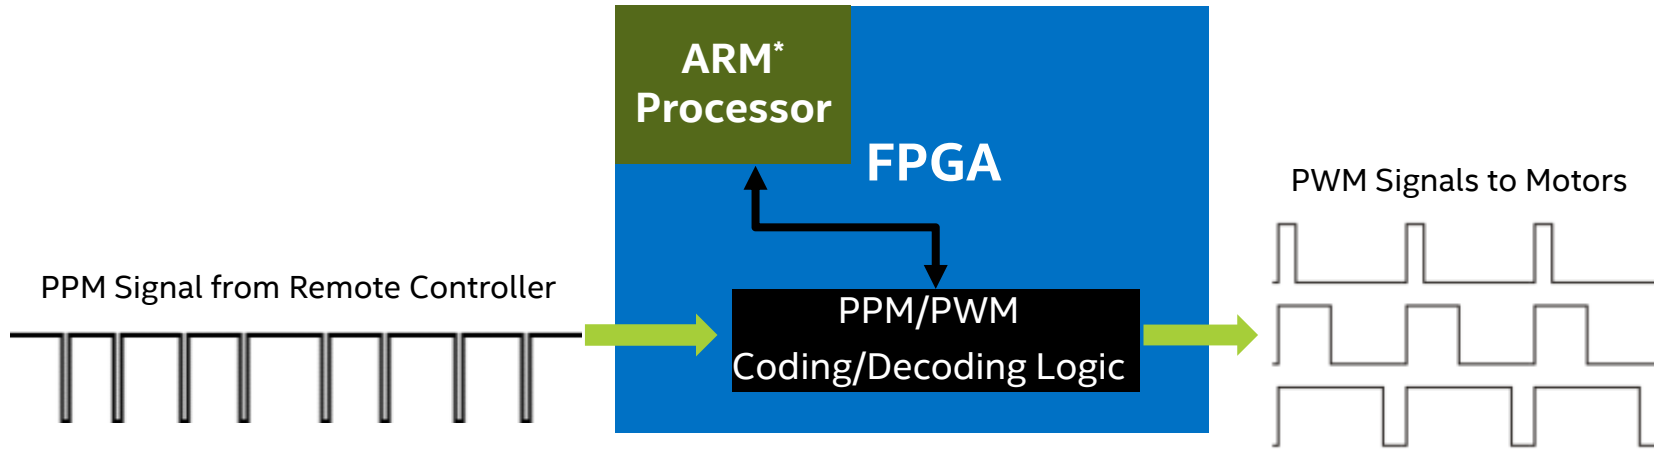 ARM*
Processor
FPGA
PWM Signals to Motors
PPM Signal from Remote Controller
PPM/PWM
Coding/Decoding Logic